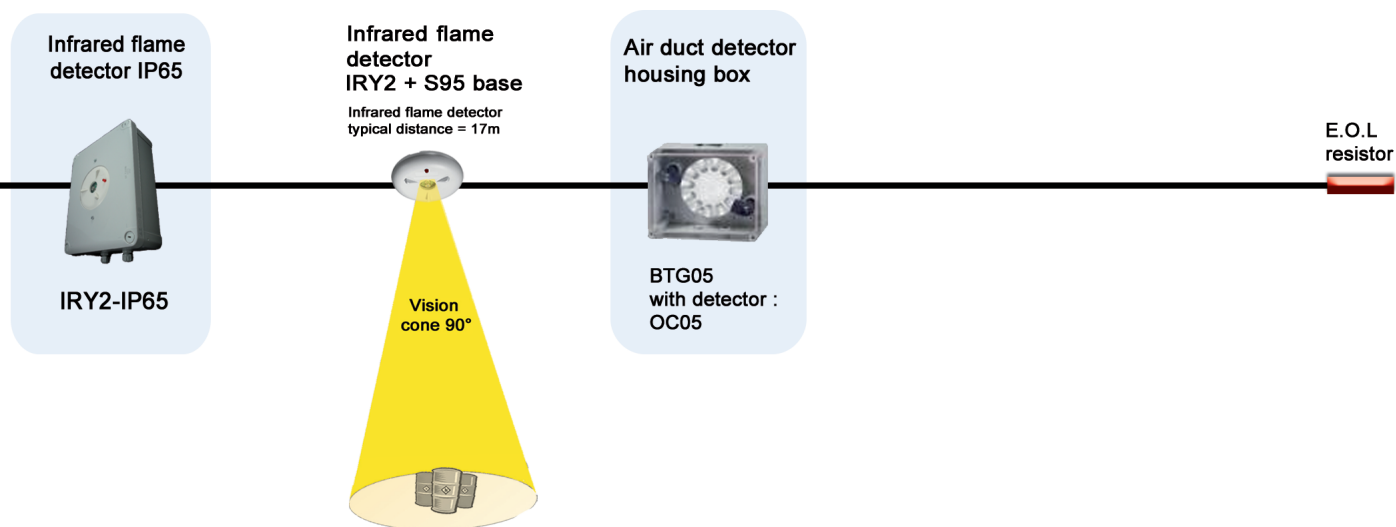 Infrared flame
detector IP65
IRY2-IP65
Infrared flame
detector
IRY2 + S95 base
Infrared flame detector
typical distance = 17m
Vision
cone 90°
Air duct detector
housing box
BTG05
with detector :
OC05
E.O.L
resistor